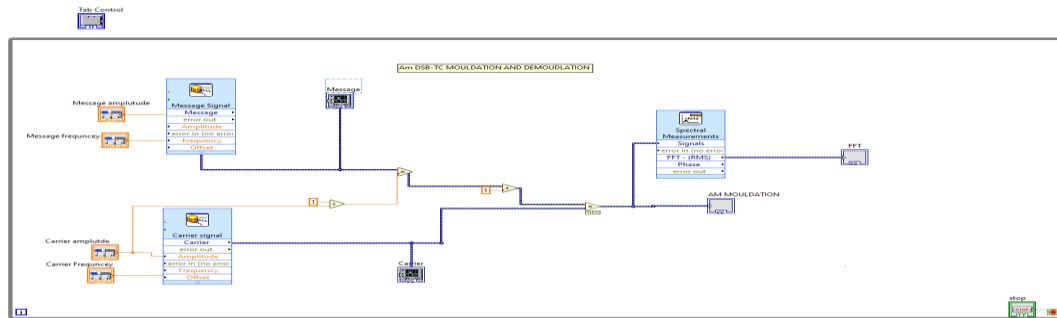 Tab Control
Am DSB-TC MOULDATION AND DEMOUDLATION
Message
Message Signal
Message
error out
Amplitude
error in (no error
Frequency
Offset
Message amplutude
Message frequncey
Spectral
Measurements
Signals
error in (no error
FFT - (RMS)
Phase
error out
FFT
AM MOULDATION
1
1
Carrier signal
Carrier
error out
Amplitude
error in (no error
Frequency
Offset
Carrier amplutde
Carrier Frequncey
Carrier
stop
STOP
i